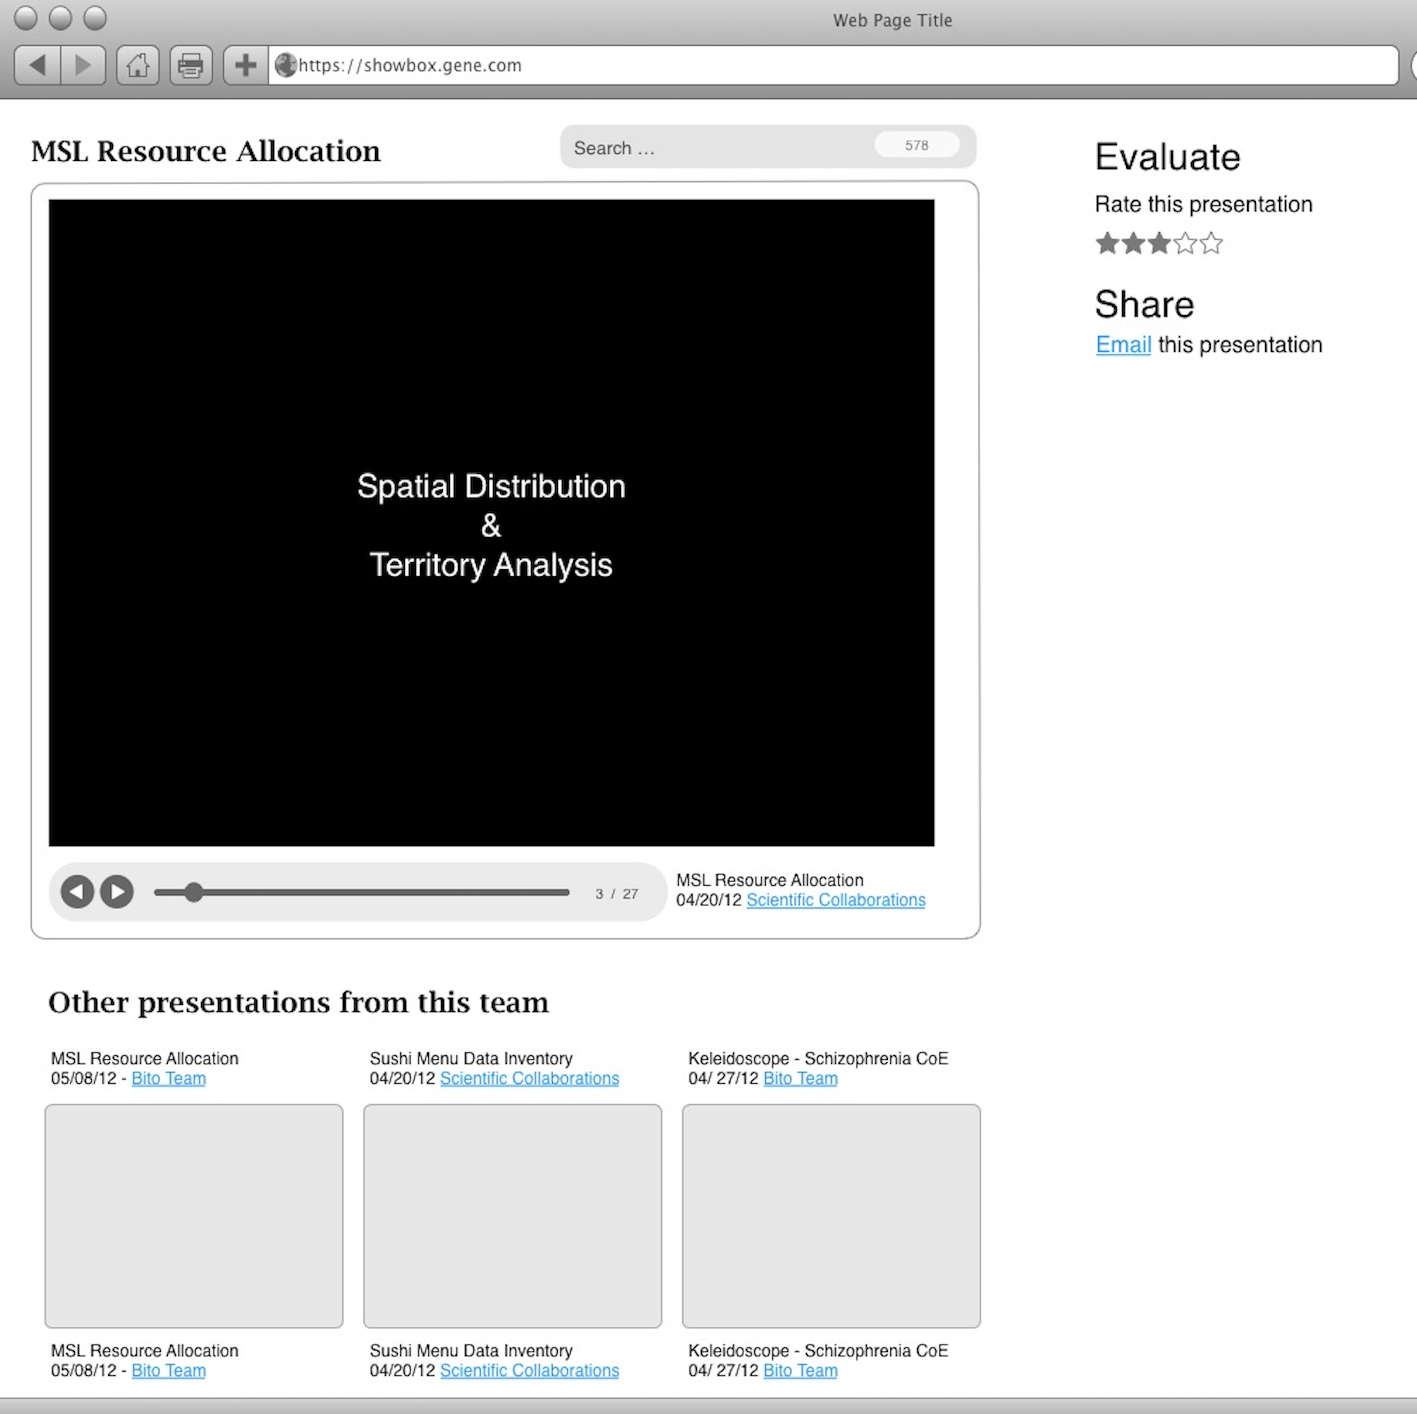 Web Page Title
https://showbox.gene.com
MSL Resource Allocation
Search ...
578
Spatial Distribution
&
Territory Analysis
3 / 27
MSL Resource Allocation
04/20/12 Scientific Collaborations
Evaluate
Rate this presentation
Share
Email this presentation
Other presentations from this team
MSL Resource Allocation
05/08/12 - Bito Team
Sushi Menu Data Inventory
04/20/12 Scientific Collaborations
Keleidoscope - Schizophrenia CoE
04/ 27/12 Bito Team
MSL Resource Allocation
05/08/12 - Bito Team
Sushi Menu Data Inventory
04/20/12 Scientific Collaborations
Keleidoscope - Schizophrenia CoE
04/ 27/12 Bito Team